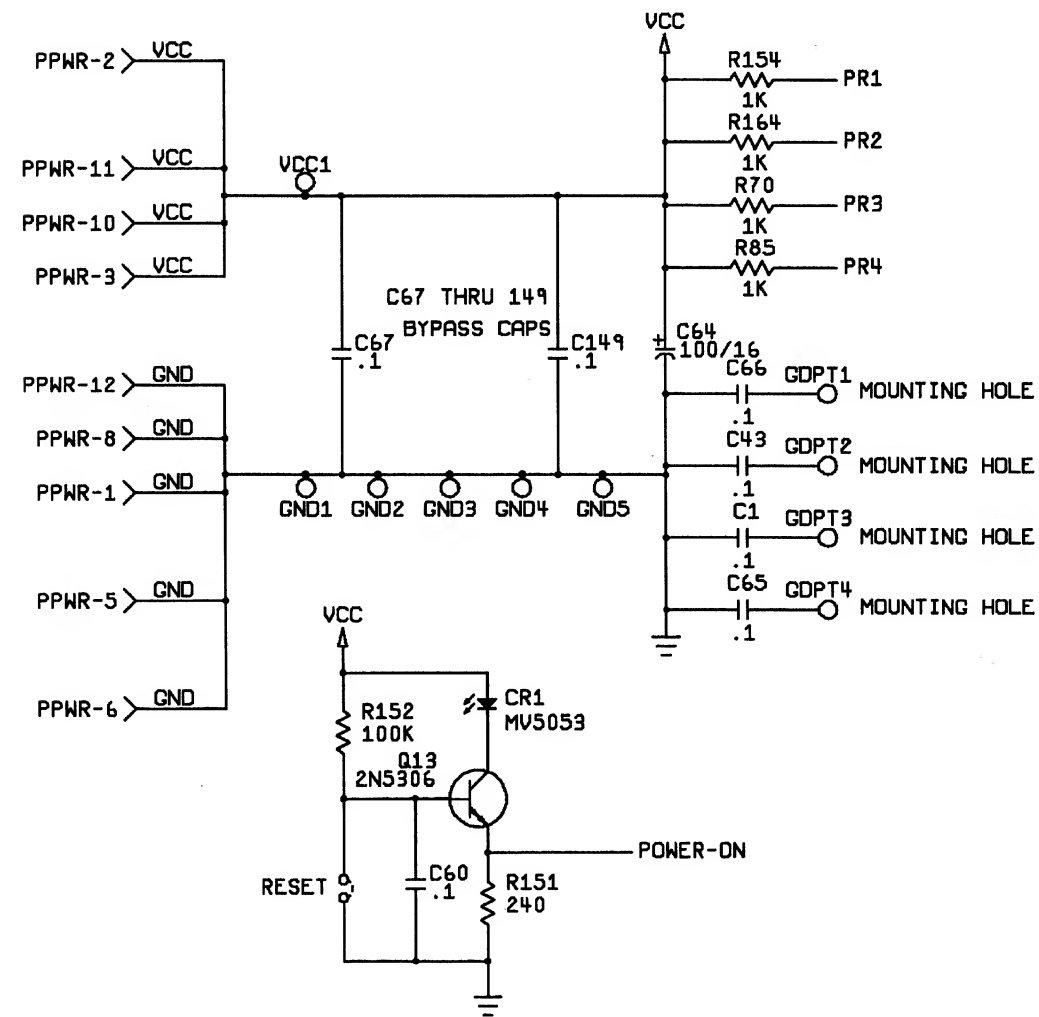 VCC
PPWR-2 VCC
R154
PR1
1K
R164
PR2
1K
PPWR-11 VCC
VCC1
R70
PR3
1K
PPWR-10 VCC
R85
PR4
1K
PPWR-3 VCC
C67 THRU 149
BYPASS CAPS
C67
.1
C149
.1
+ C64
100/16
PPWR-12 GND
C66
.1
GDPT1 MOUNTING HOLE
PPWR-8 GND
C43
.1
GDPT2 MOUNTING HOLE
PPWR-1 GND
GND1 GND2 GND3 GND4 GND5
C1
.1
GDPT3 MOUNTING HOLE
PPWR-5 GND
C65
.1
GDPT4 MOUNTING HOLE
PPWR-6 GND
VCC
R152
100K
CR1
MV5053
Q13
2N5306
POWER-ON
RESET
C60
.1
R151
240